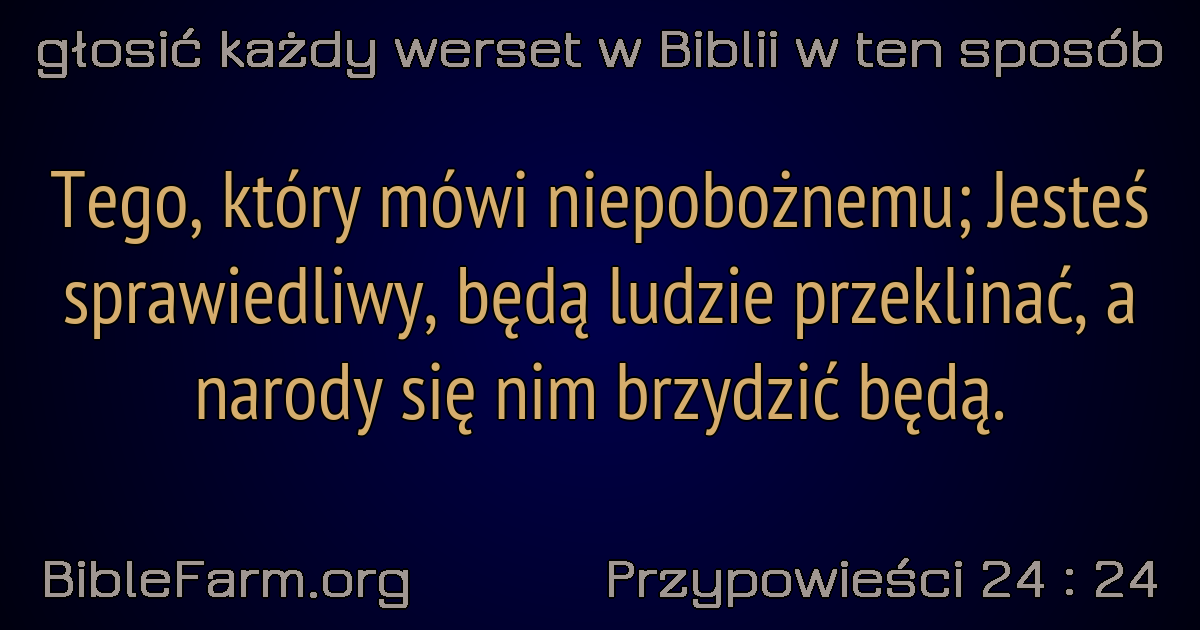 głosić każdy werset w Biblii w ten sposób
Tego, który mówi niepobożnemu; Jesteś
sprawiedliwy, będą ludzie przeklinać, a
narody się nim brzydzić będą.
BibleFarm.org
Przypowieści 24 : 24